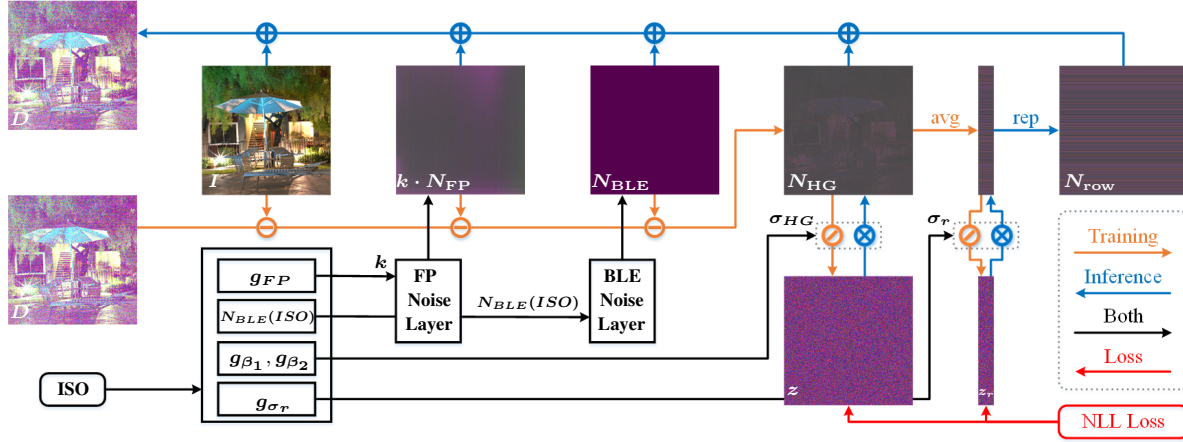 D
I
k · N_FP
N_BLE
N_HG
avg
rep
N_row
D
σ_HG
σ_r
Training
Inference
Both
Loss
g_FP
k
FP
Noise
Layer
N_BLE(ISO)
BLE
Noise
Layer
N_BLE(ISO)
g_β1, g_β2
g_σr
ISO
z
z_r
NLL Loss